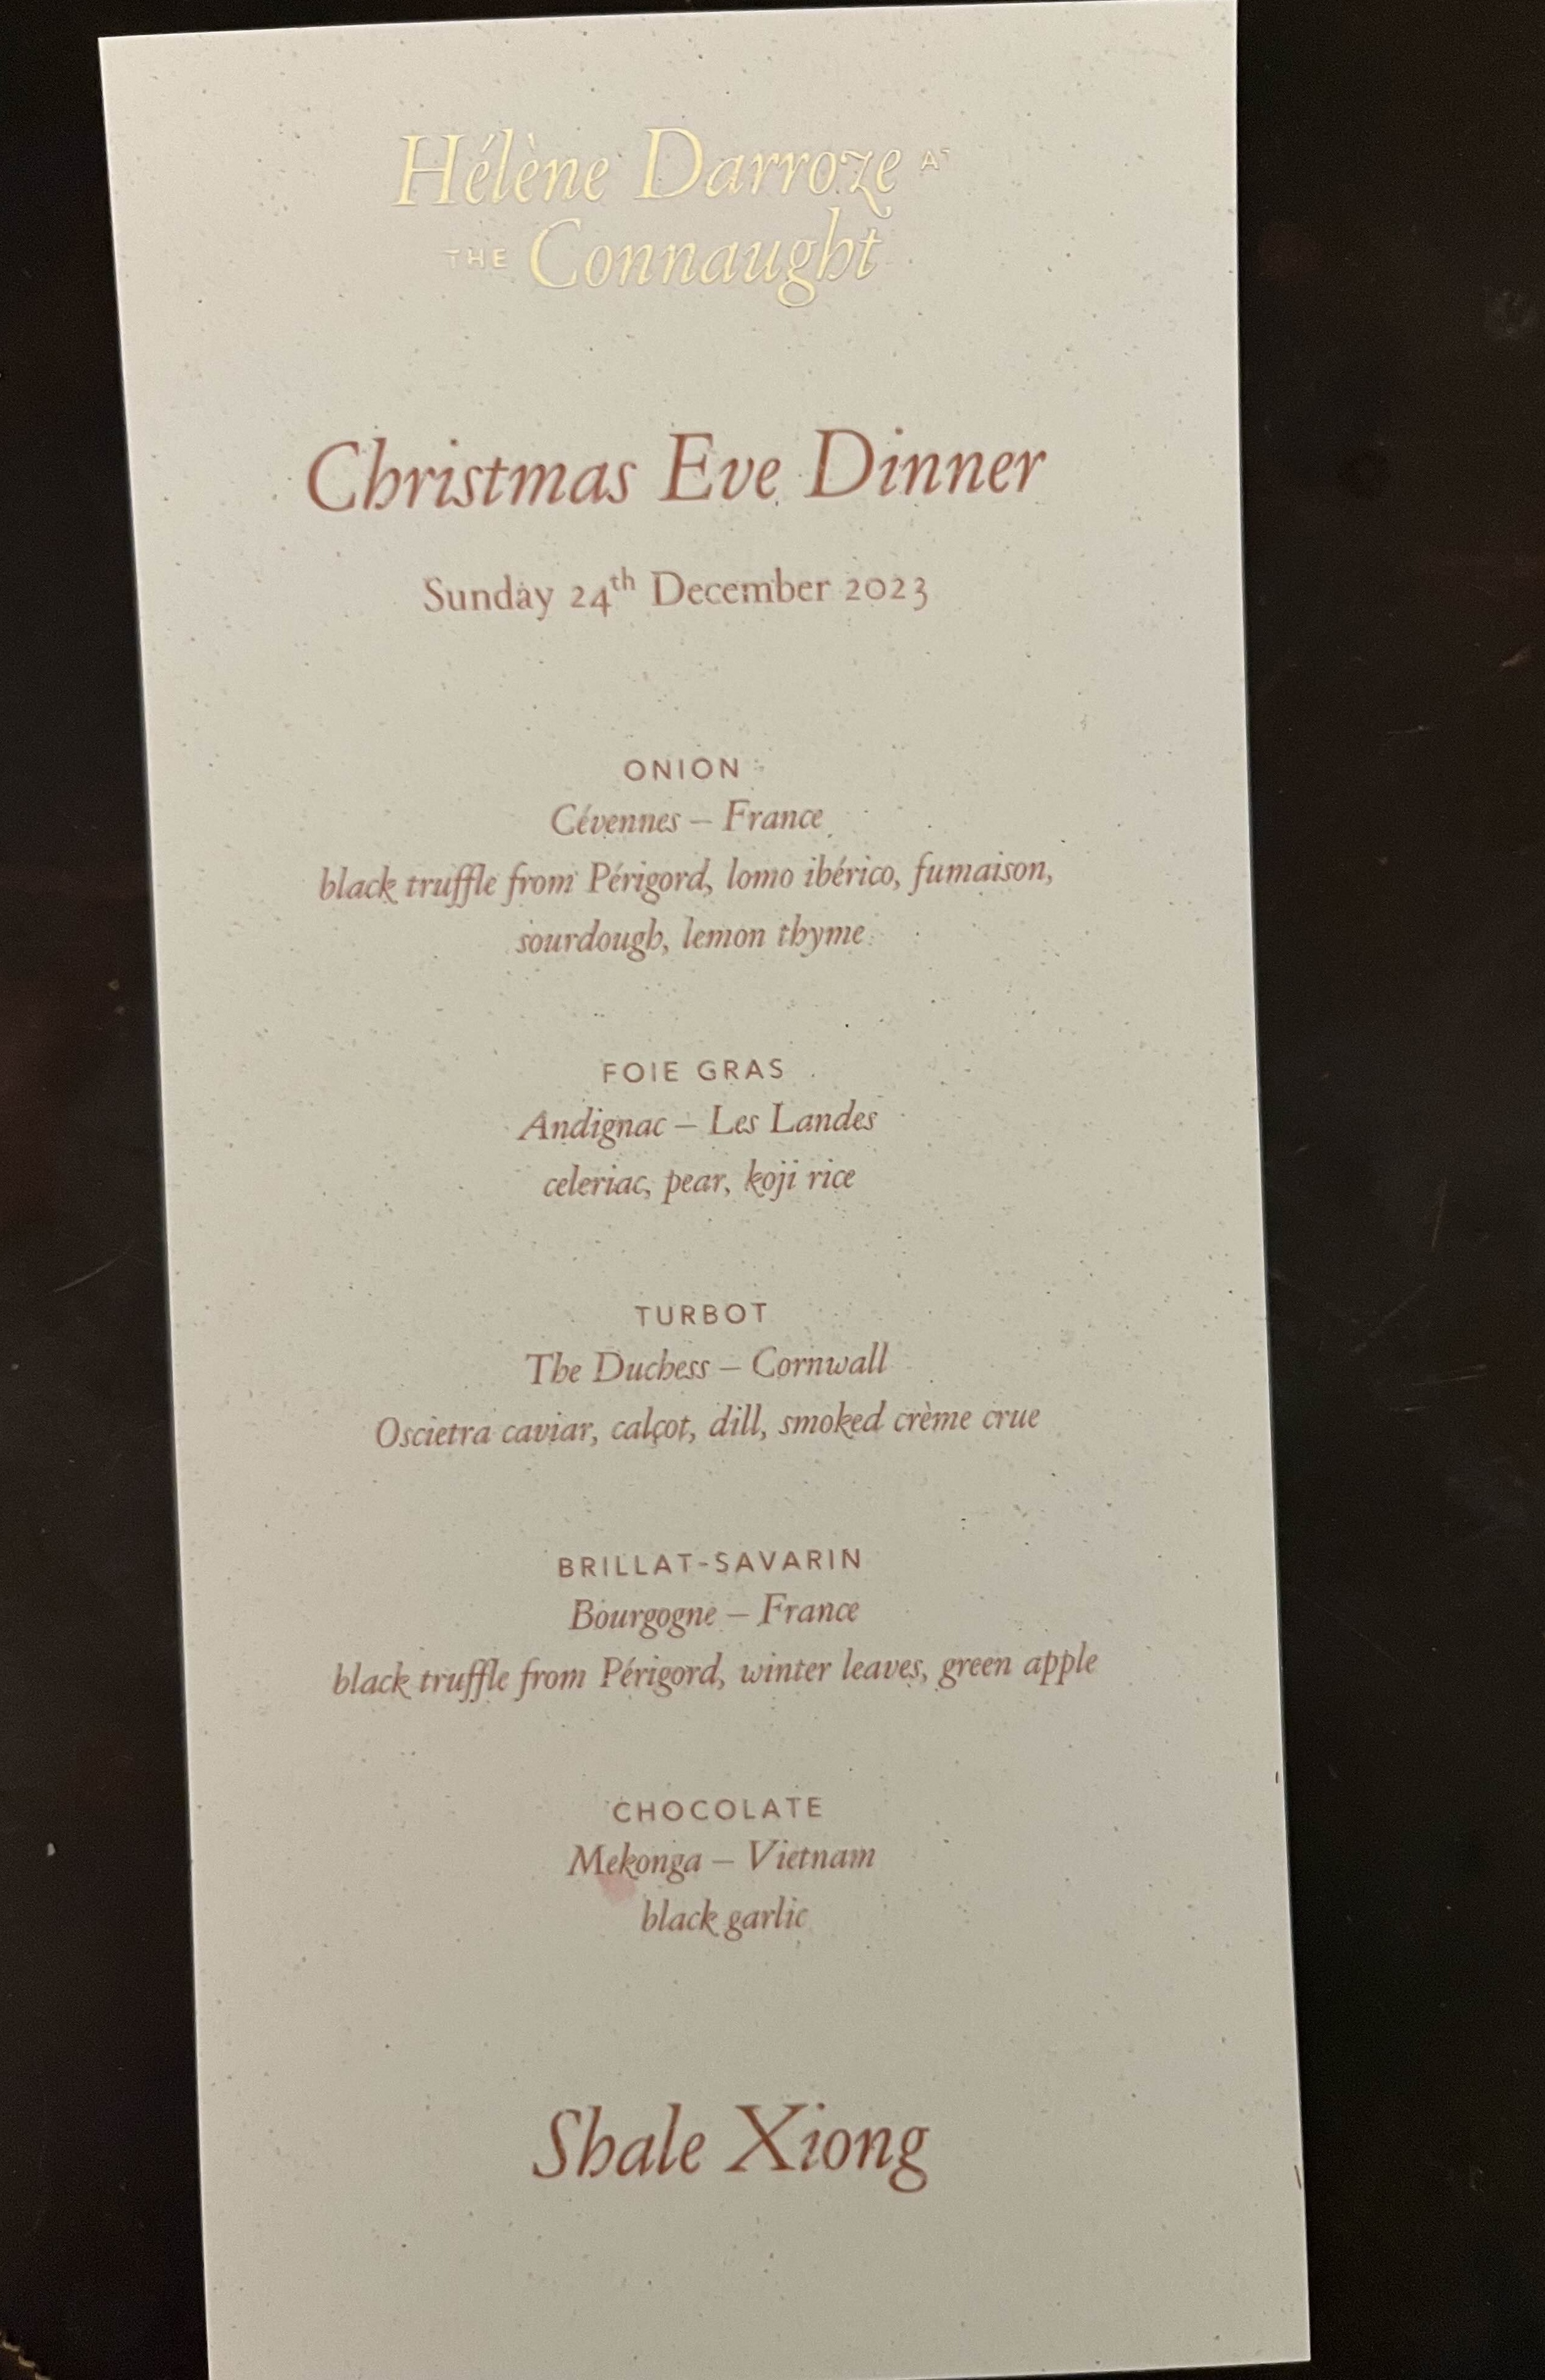 Hélène Darroze AT
THE Connaught
Christmas Eve Dinner
Sunday 24th December 2023
ONION
Cévennes – France
black truffle from Périgord, lomo ibérico, fumaison,
sourdough, lemon thyme
FOIE GRAS
Andignac – Les Landes
celeriac, pear, koji rice
TURBOT
The Duchess – Cornwall
Oscietra caviar, calçot, dill, smoked crème crue
BRILLAT-SAVARIN
Bourgogne – France
black truffle from Périgord, winter leaves, green apple
CHOCOLATE
Mekonga – Vietnam
black garlic
Shale Xiong